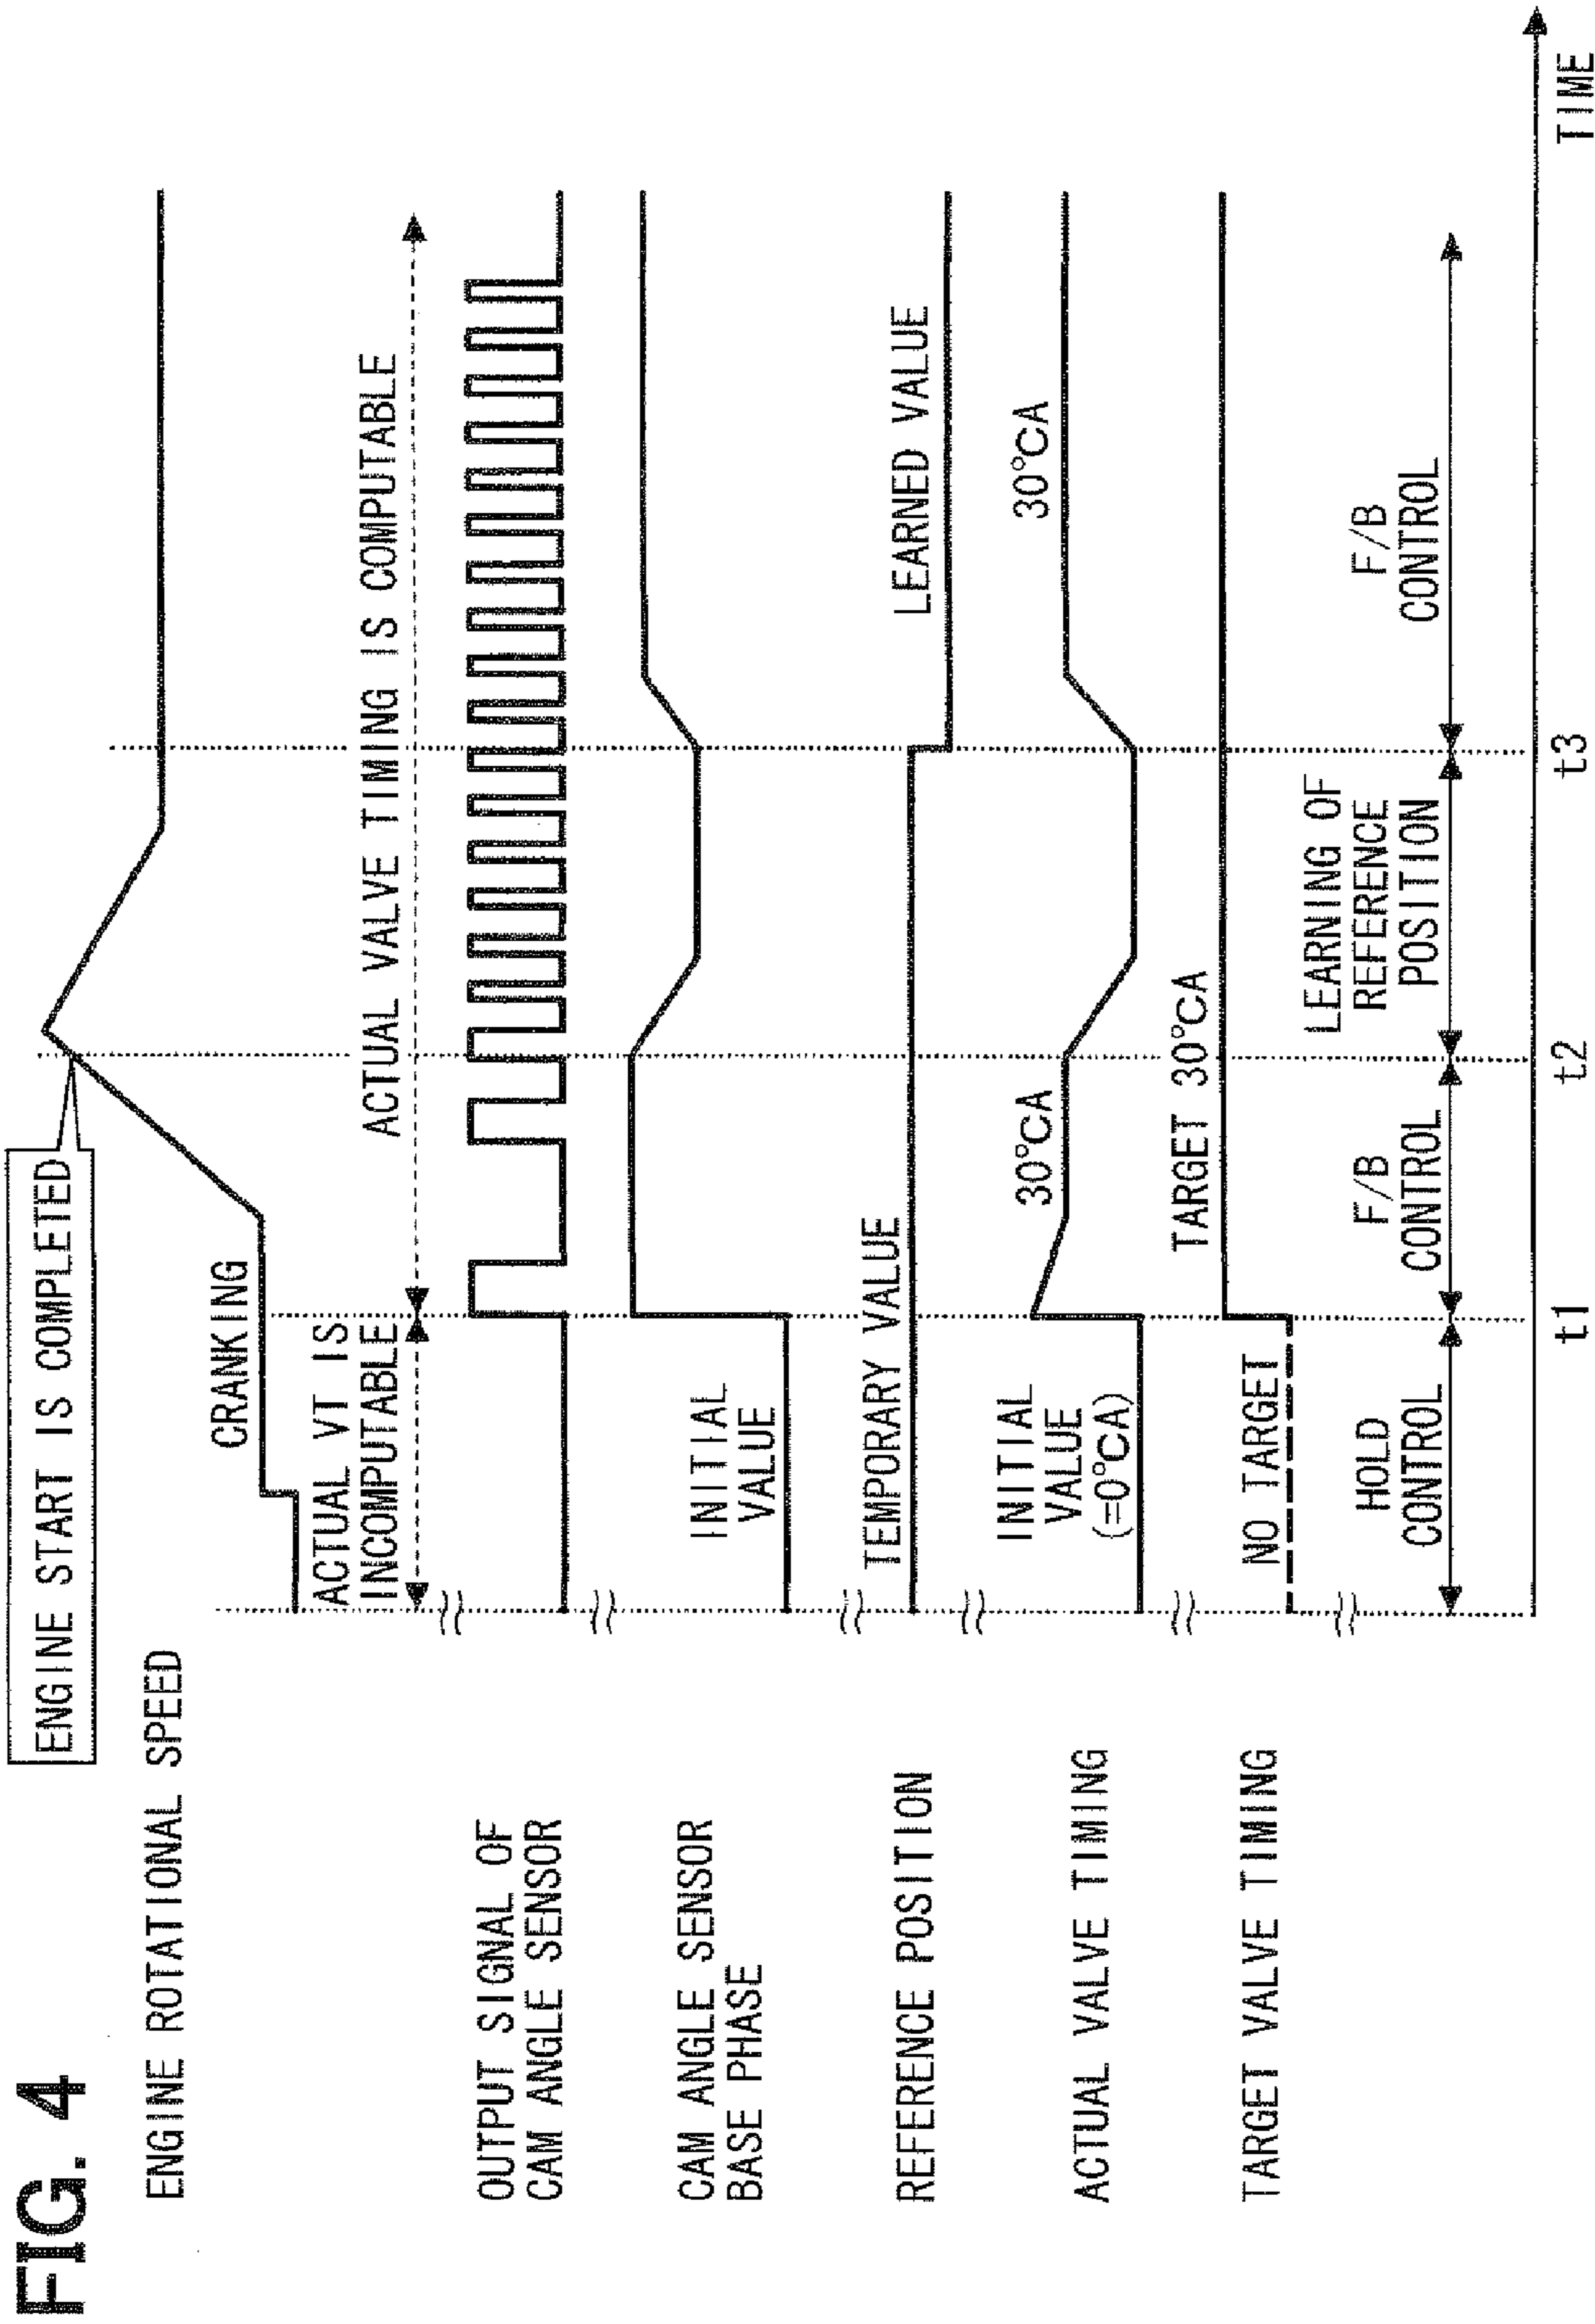 FIG. 4
ENGINE START IS COMPLETED
ENGINE ROTATIONAL SPEED
CRANKING
ACTUAL VT IS
INCOMPUTABLE
ACTUAL VALVE TIMING IS COMPUTABLE
OUTPUT SIGNAL OF
CAM ANGLE SENSOR
CAM ANGLE SENSOR
BASE PHASE
INITIAL
VALUE
REFERENCE POSITION
TEMPORARY VALUE
LEARNED VALUE
ACTUAL VALVE TIMING
INITIAL
VALUE
(=0°CA)
30°CA
30°CA
TARGET VALVE TIMING
NO TARGET
TARGET 30°CA
HOLD
CONTROL
F/B
CONTROL
LEARNING OF
REFERENCE
POSITION
F/B
CONTROL
t1
t2
t3
TIME